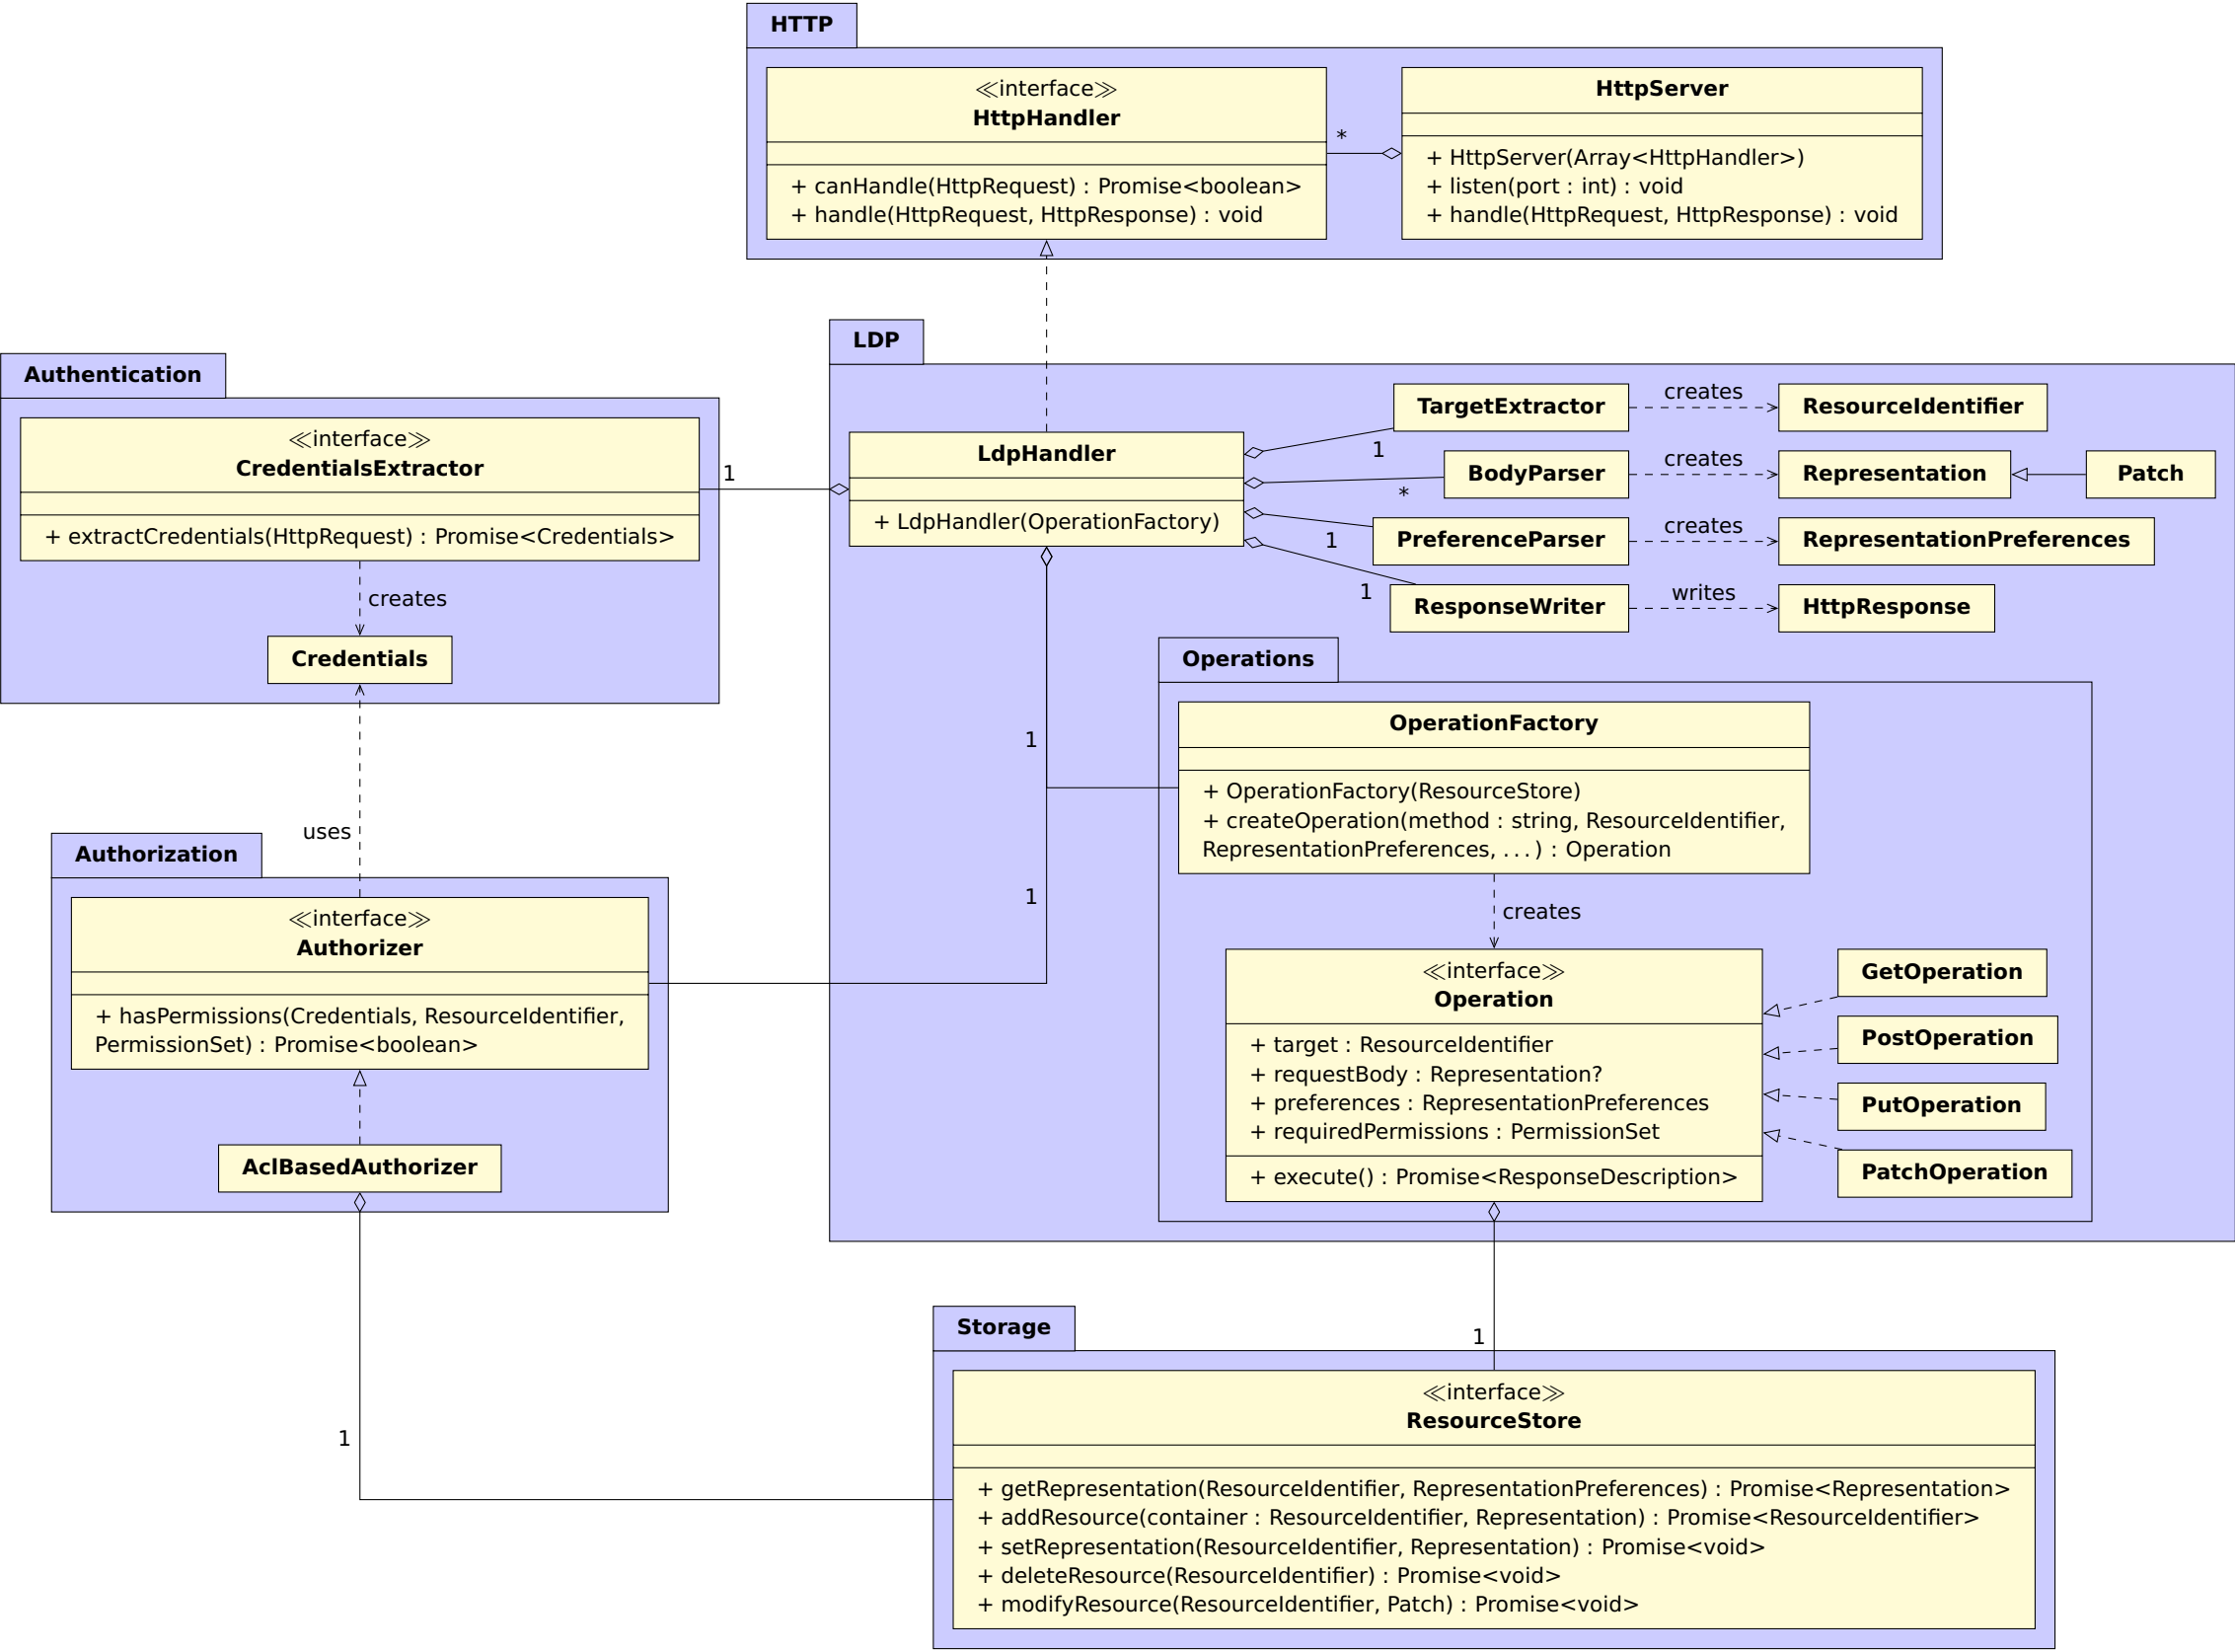 HTTP
≪interface≫
HttpHandler
+ canHandle(HttpRequest) : Promise<boolean>
+ handle(HttpRequest, HttpResponse) : void
*
HttpServer
+ HttpServer(Array<HttpHandler>)
+ listen(port : int) : void
+ handle(HttpRequest, HttpResponse) : void
Authentication
≪interface≫
CredentialsExtractor
+ extractCredentials(HttpRequest) : Promise<Credentials>
creates
Credentials
1
LDP
LdpHandler
+ LdpHandler(OperationFactory)
1
TargetExtractor
creates
ResourceIdentifier
*
BodyParser
creates
Representation
Patch
1
PreferenceParser
creates
RepresentationPreferences
1
ResponseWriter
writes
HttpResponse
Operations
1
OperationFactory
+ OperationFactory(ResourceStore)
+ createOperation(method : string, ResourceIdentifier,
RepresentationPreferences, ...) : Operation
creates
≪interface≫
Operation
+ target : ResourceIdentifier
+ requestBody : Representation?
+ preferences : RepresentationPreferences
+ requiredPermissions : PermissionSet
+ execute() : Promise<ResponseDescription>
GetOperation
PostOperation
PutOperation
PatchOperation
uses
1
Authorization
≪interface≫
Authorizer
+ hasPermissions(Credentials, ResourceIdentifier,
PermissionSet) : Promise<boolean>
AclBasedAuthorizer
1
1
Storage
≪interface≫
ResourceStore
+ getRepresentation(ResourceIdentifier, RepresentationPreferences) : Promise<Representation>
+ addResource(container : ResourceIdentifier, Representation) : Promise<ResourceIdentifier>
+ setRepresentation(ResourceIdentifier, Representation) : Promise<void>
+ deleteResource(ResourceIdentifier) : Promise<void>
+ modifyResource(ResourceIdentifier, Patch) : Promise<void>